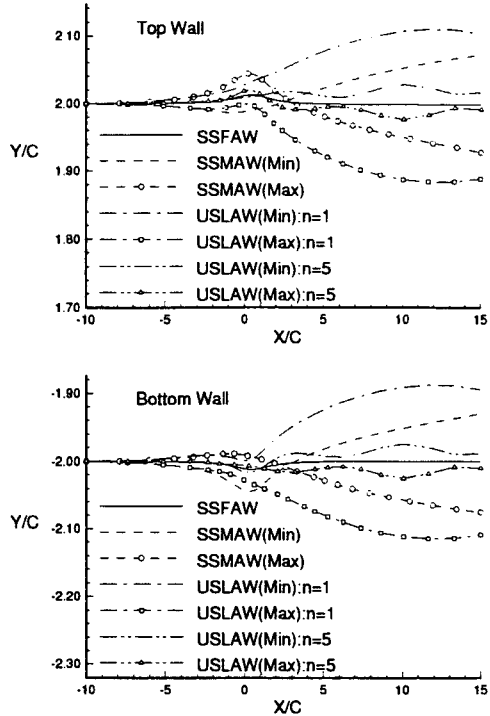 2.10
Top Wall
2.00
Y/C
SSFAW
SSMAW(Min)
1.90
SSMAW(Max)
USLAW(Min):n=1
1.80
USLAW(Max):n=1
USLAW(Min):n=5
USLAW(Max):n=5
1.70
-10 -5 0 5 10 15
X/C
-1.90
Bottom Wall
-2.00
Y/C
SSFAW
-2.10
SSMAW(Min)
SSMAW(Max)
USLAW(Min):n=1
-2.20
USLAW(Max):n=1
USLAW(Min):n=5
-2.30
USLAW(Max):n=5
-10 -5 0 5 10 15
X/C